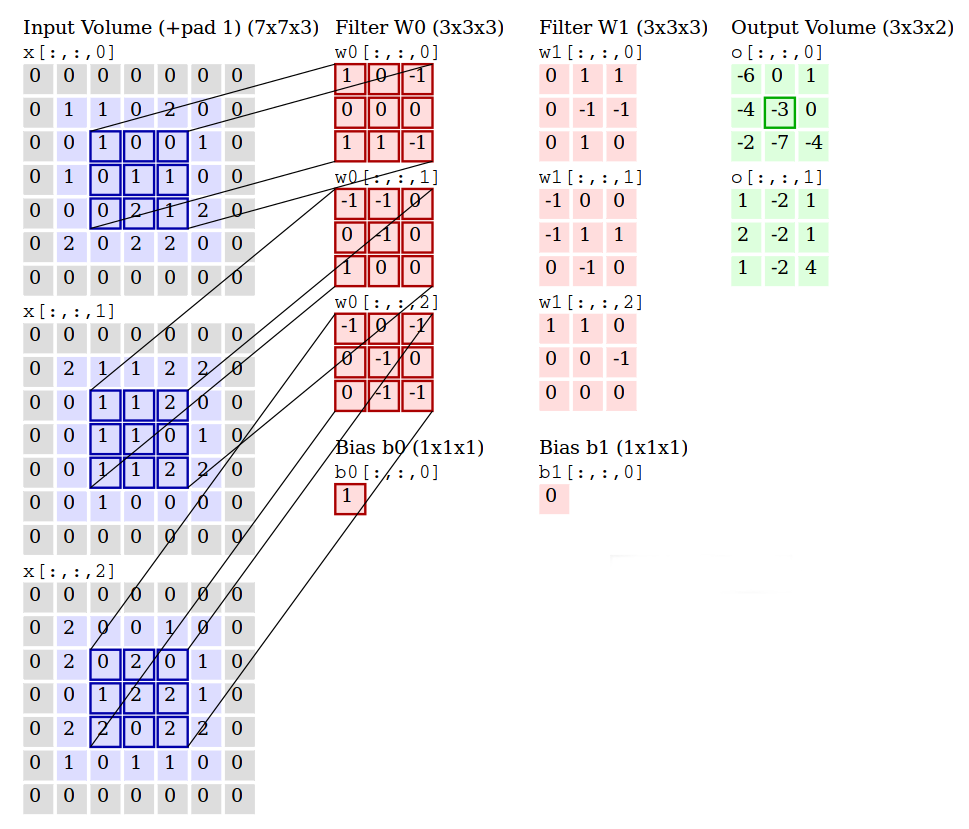 Input Volume (+pad 1) (7x7x3)
x[:,:,0]
0 0 0 0 0 0 0
0 1 1 0 2 0 0
0 0 1 0 0 1 0
0 1 0 1 1 0 0
0 0 0 2 1 2 0
0 2 0 2 2 0 0
0 0 0 0 0 0 0
x[:,:,1]
0 0 0 0 0 0 0
0 2 1 1 2 2 0
0 0 1 1 2 0 0
0 0 1 1 0 1 0
0 0 1 1 2 2 0
0 0 1 0 0 0 0
0 0 0 0 0 0 0
x[:,:,2]
0 0 0 0 0 0 0
0 2 0 0 1 0 0
0 2 0 2 0 1 0
0 0 1 2 2 1 0
0 2 2 0 2 2 0
0 1 0 1 1 0 0
0 0 0 0 0 0 0
Filter W0 (3x3x3)
w0[:,:,0]
1 0 -1
0 0 0
1 1 -1
w0[:,:,1]
-1 -1 0
0 -1 0
1 0 0
w0[:,:,2]
-1 0 -1
0 -1 0
0 -1 -1
Bias b0 (1x1x1)
b0[:,:,0]
1
Filter W1 (3x3x3)
w1[:,:,0]
0 1 1
0 -1 -1
0 1 0
w1[:,:,1]
-1 0 0
-1 1 1
0 -1 0
w1[:,:,2]
1 1 0
0 0 -1
0 0 0
Bias b1 (1x1x1)
b1[:,:,0]
0
Output Volume (3x3x2)
o[:,:,0]
-6 0 1
-4 -3 0
-2 -7 -4
o[:,:,1]
1 -2 1
2 -2 1
1 -2 4